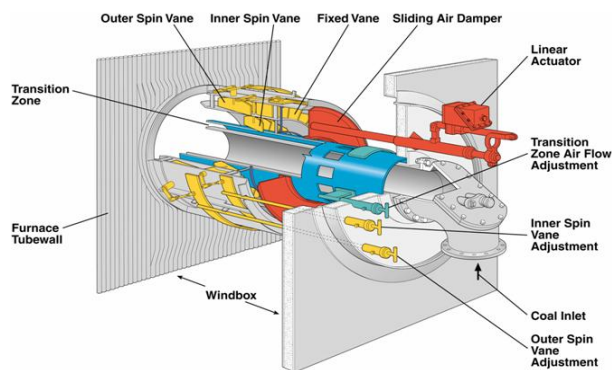 Outer Spin Vane
Inner Spin Vane
Fixed Vane
Sliding Air Damper
Linear
Actuator
Transition
Zone
Transition
Zone Air Flow
Adjustment
Furnace
Tubewall
Inner Spin
Vane
Adjustment
Windbox
Coal Inlet
Outer Spin
Vane
Adjustment